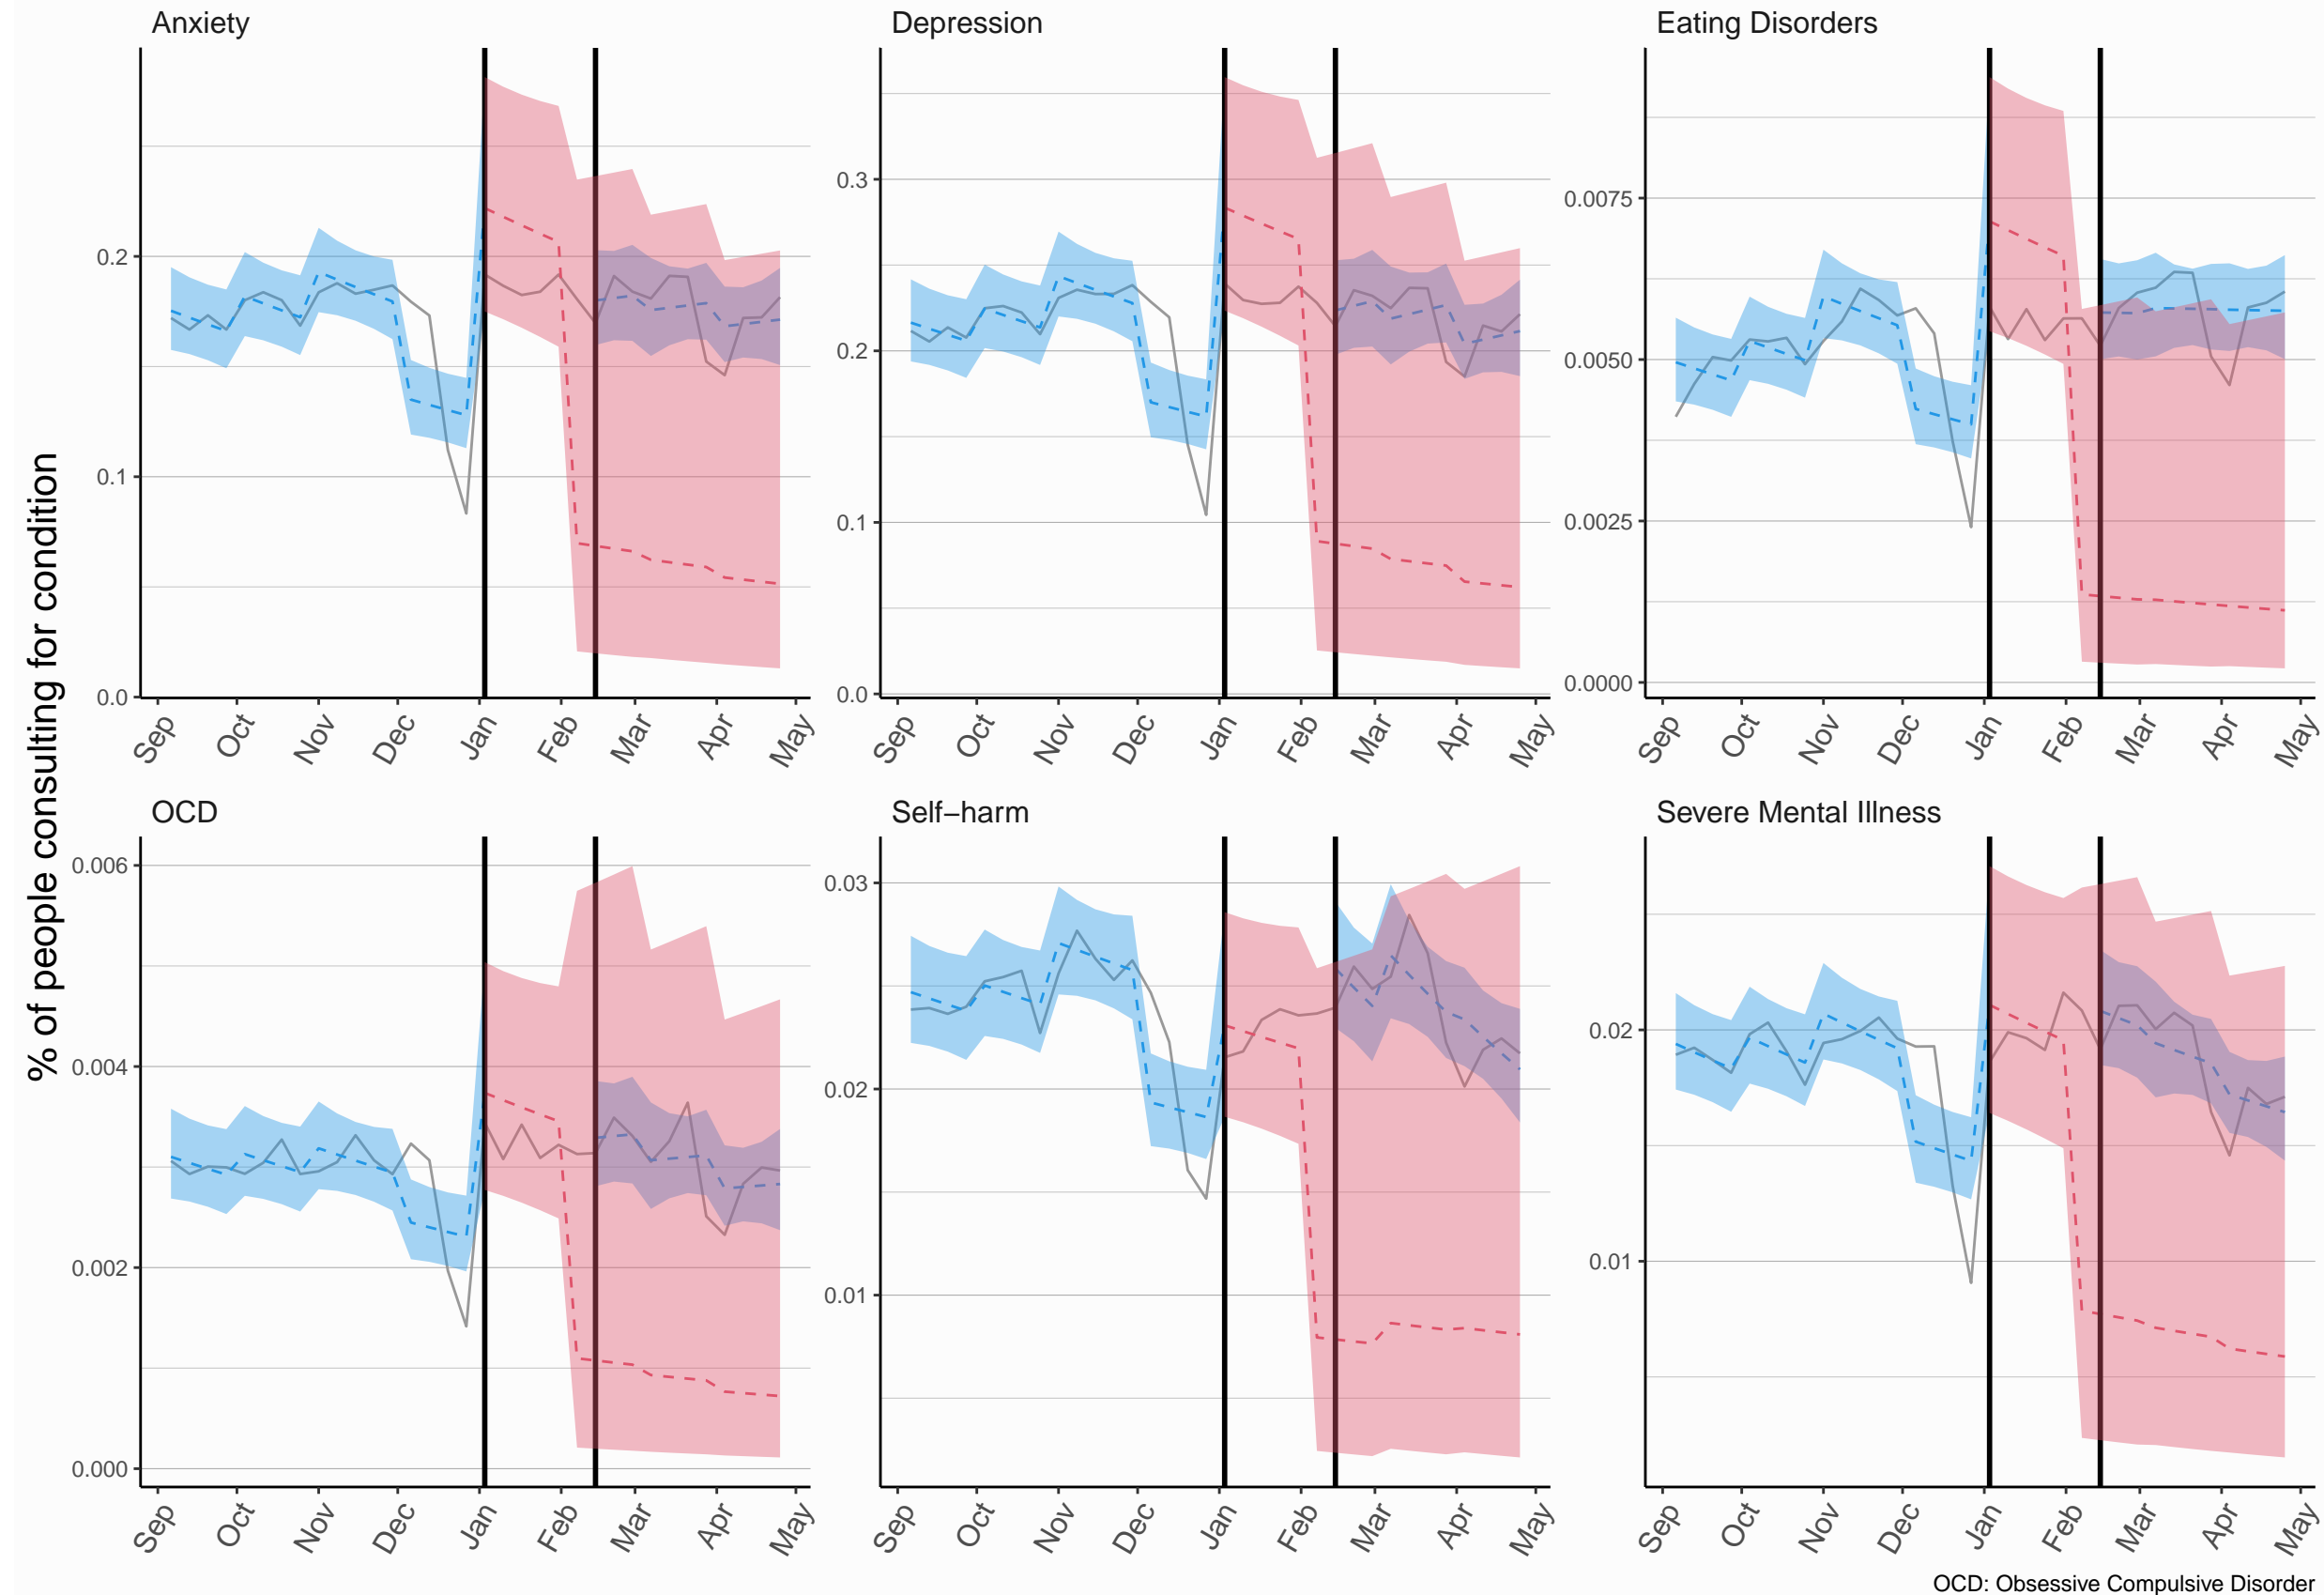 Anxiety
Depression
Eating Disorders
% of people consulting for condition
0.2
0.1
0.0
Sep Oct Nov Dec Jan Feb Mar Apr May
0.3
0.2
0.1
0.0
Sep Oct Nov Dec Jan Feb Mar Apr May
0.0075
0.0050
0.0025
0.0000
Sep Oct Nov Dec Jan Feb Mar Apr May
OCD
Self−harm
Severe Mental Illness
0.006
0.004
0.002
0.000
Sep Oct Nov Dec Jan Feb Mar Apr May
0.03
0.02
0.01
Sep Oct Nov Dec Jan Feb Mar Apr May
0.02
0.01
Sep Oct Nov Dec Jan Feb Mar Apr May
OCD: Obsessive Compulsive Disorder